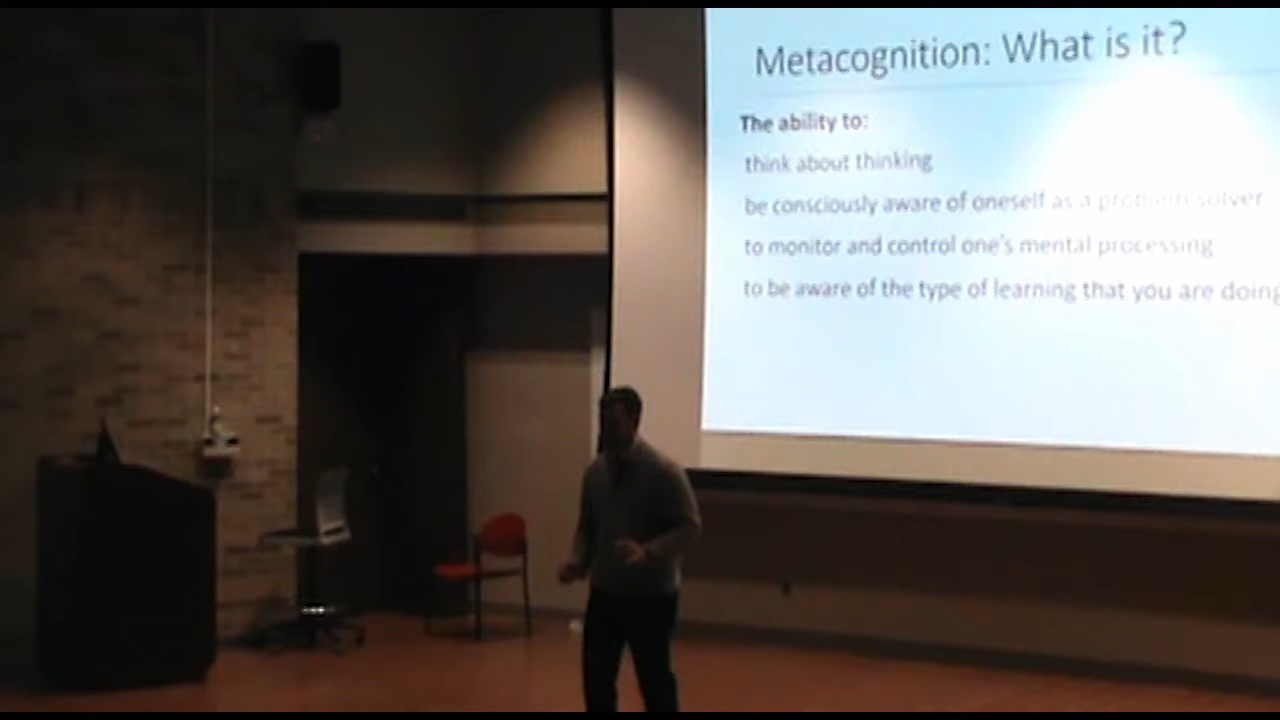 Metacognition: What is it?
The ability to:
think about thinking
be consciously aware of oneself as a problem solver
to monitor and control one's mental processing
to be aware of the type of learning that you are doing